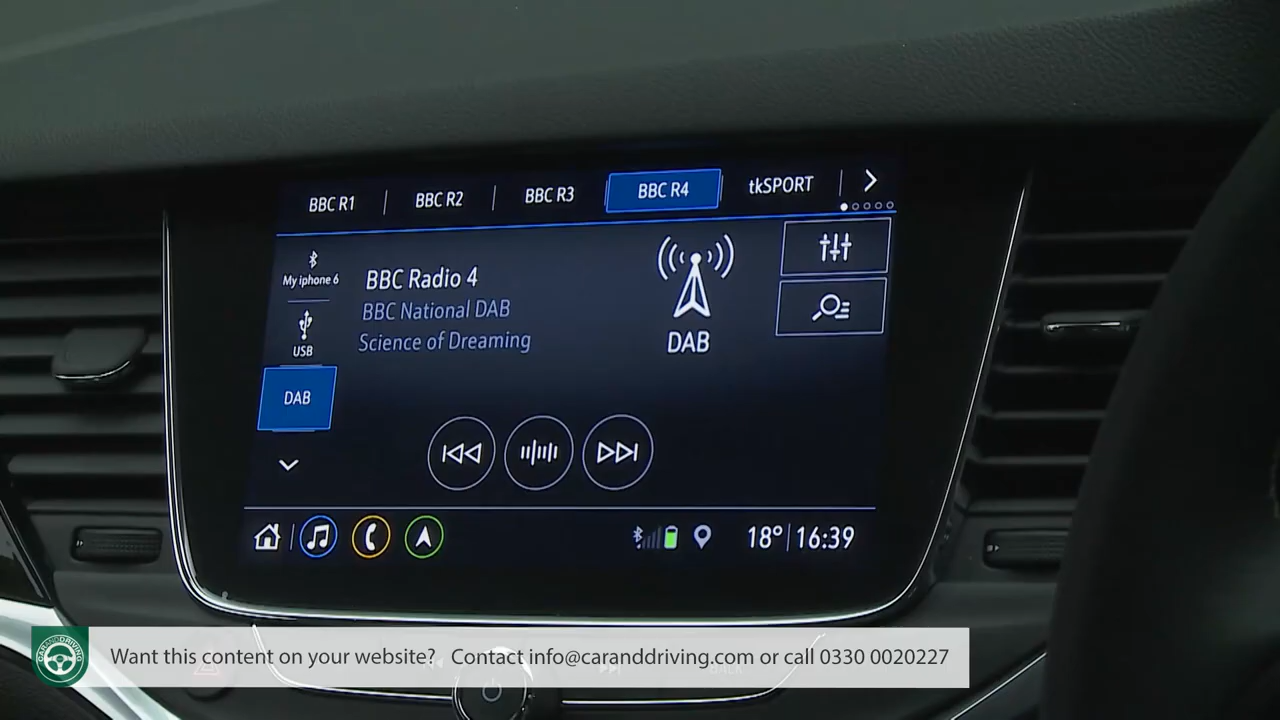 BBC R1
BBC R2
BBC R3
BBC R4
tkSPORT
My iphone 6
USB
DAB
BBC Radio 4
BBC National DAB
Science of Dreaming
DAB
18° 16:39
CARANDDRIVING
Want this content on your website? Contact info@caranddriving.com or call 0330 0020227